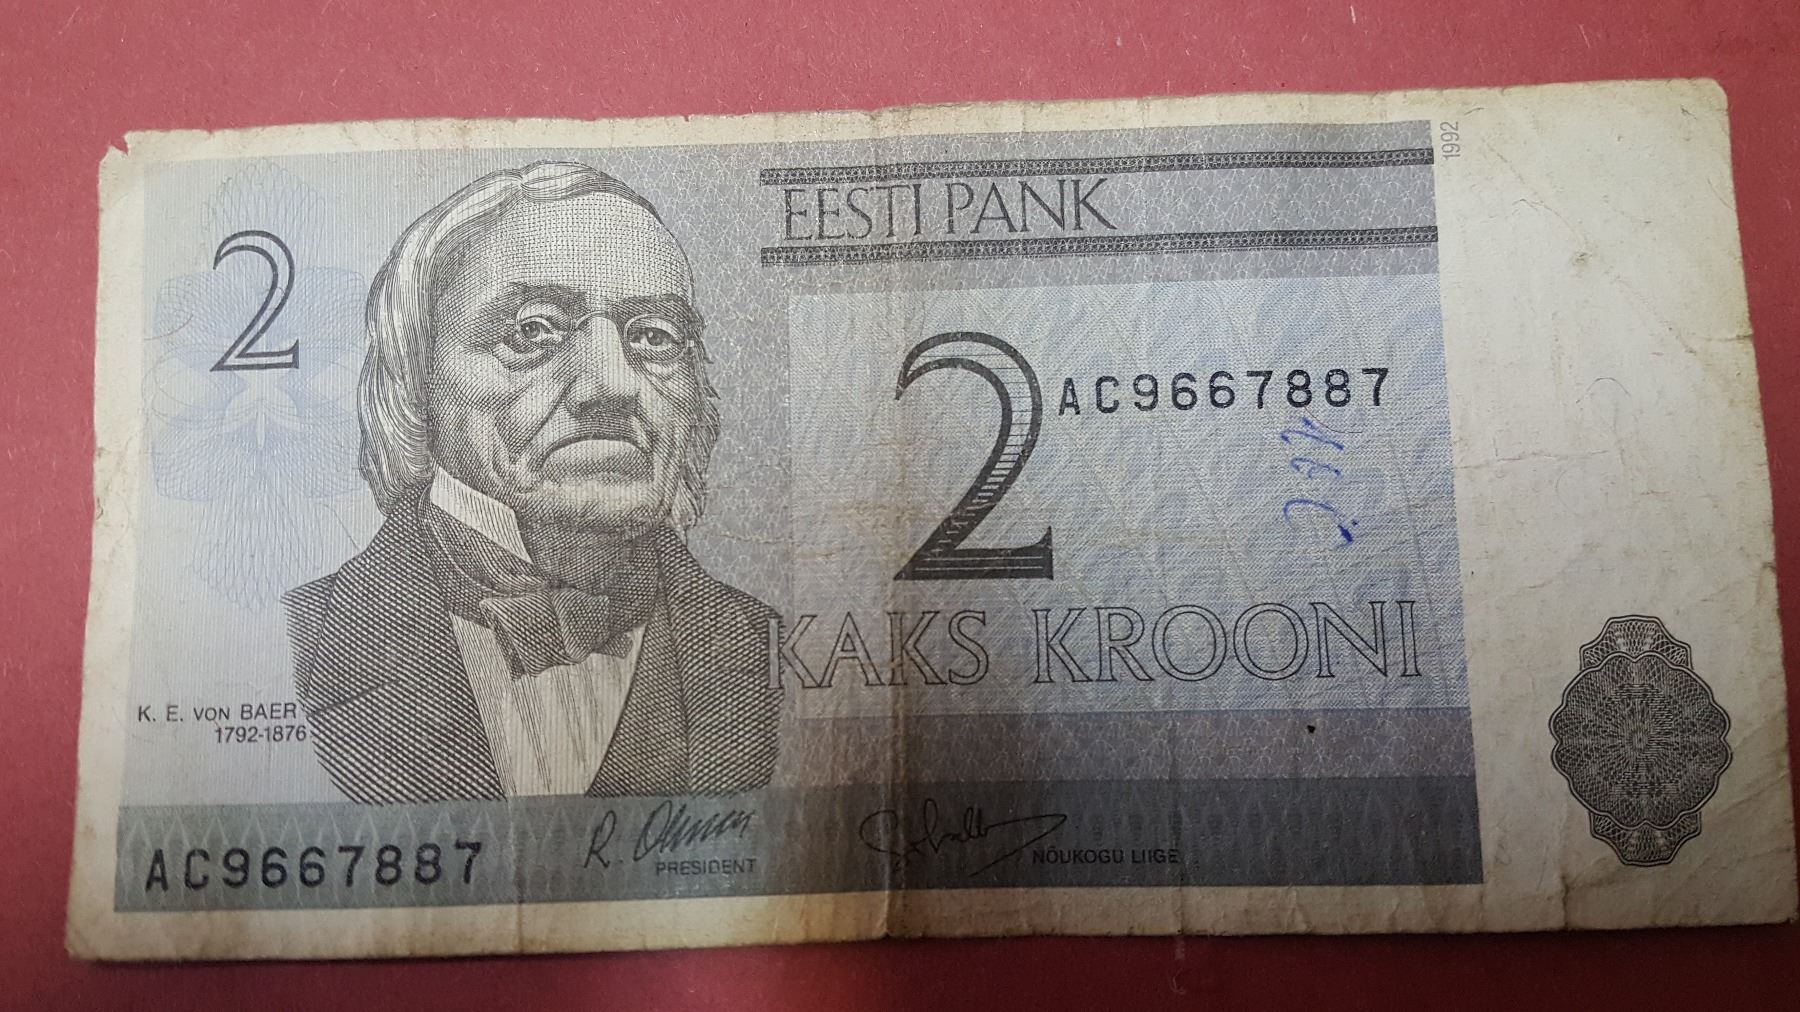 1992
EESTI PANK
2
2
AC9667887
KAKS KROONI
K. E. VON BAER
1792-1876
AC9667887
PRESIDENT
NÕUKOGU LIIGE